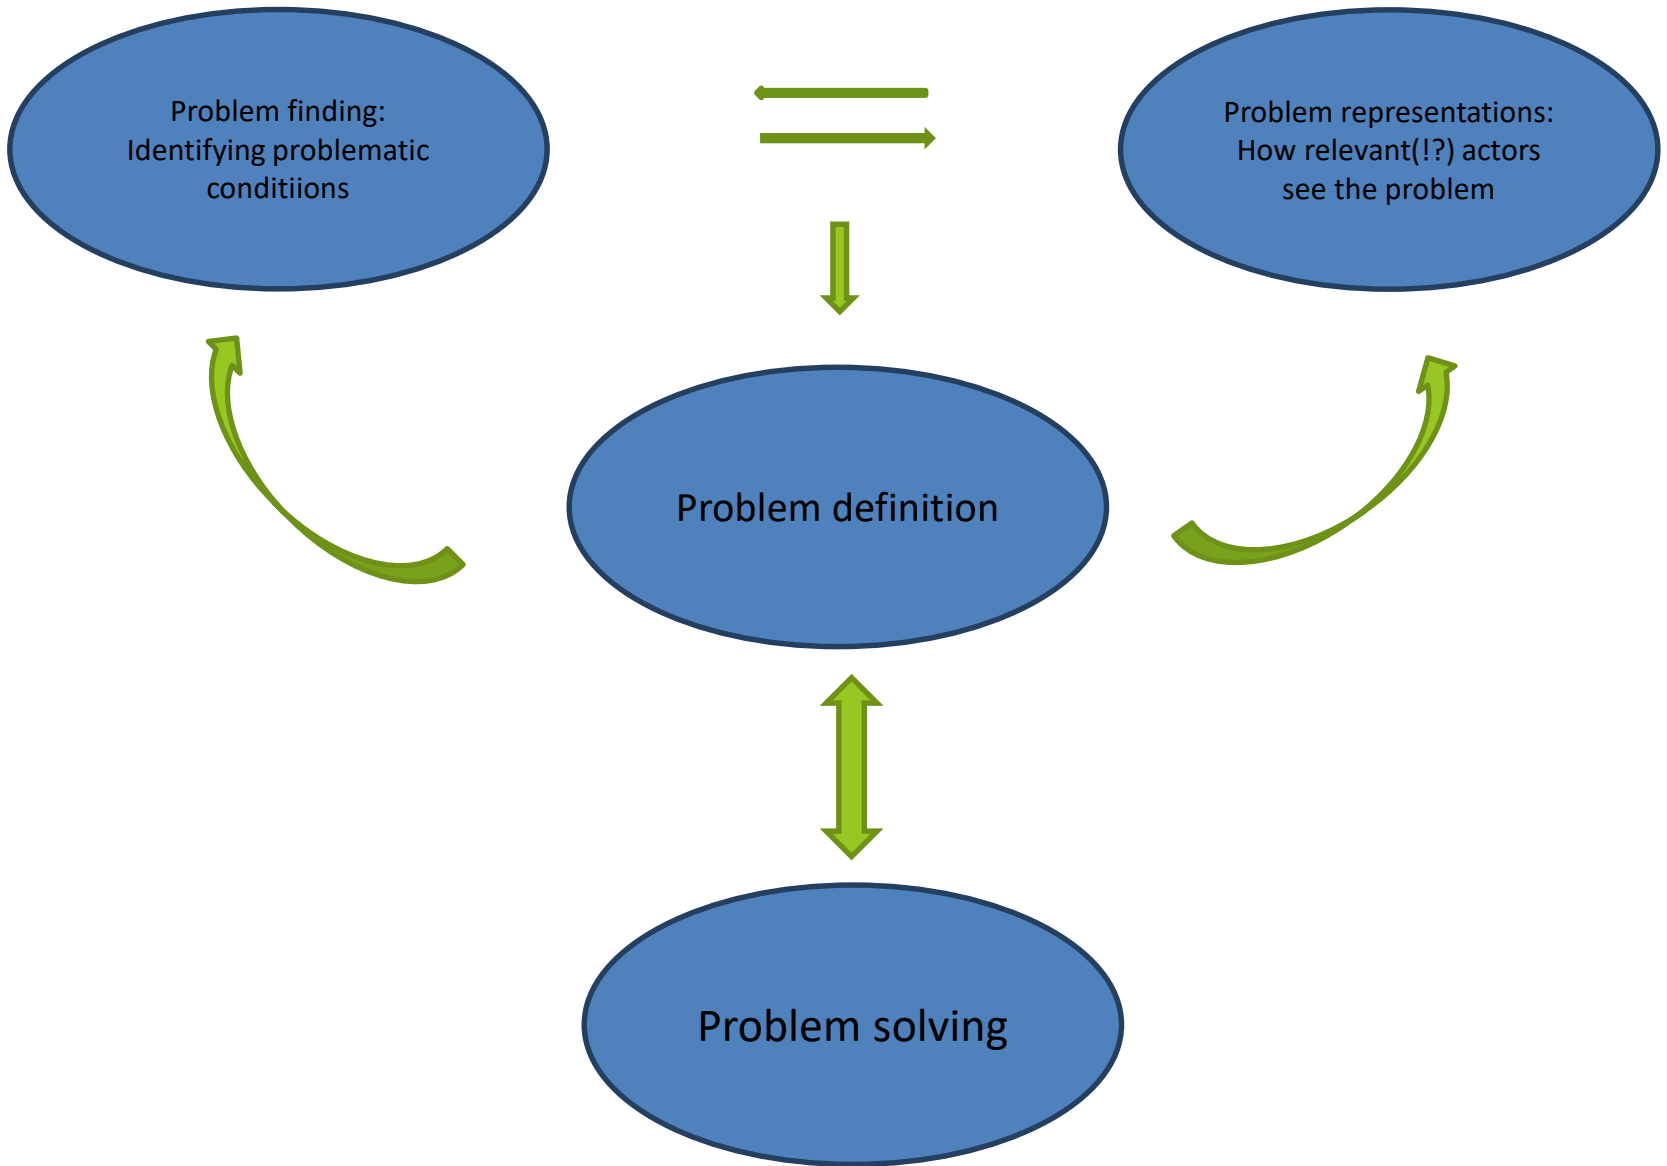 Problem finding:
Identifying problematic
conditiions
Problem representations:
How relevant(!?) actors
see the problem
Problem definition
Problem solving